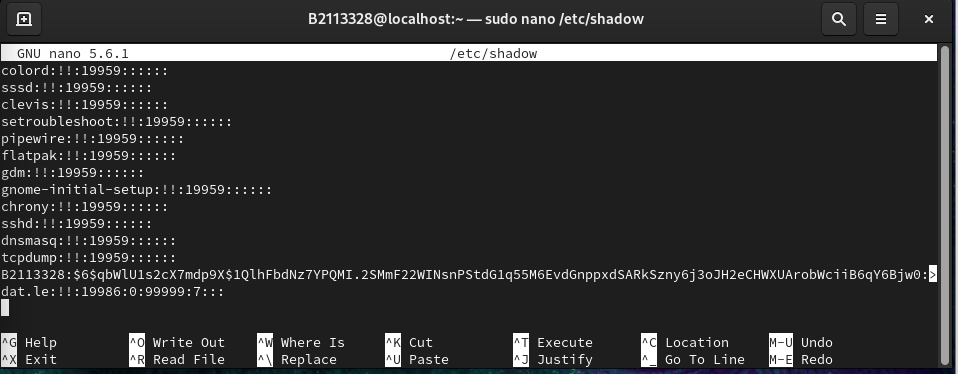 B2113328@localhost:~ — sudo nano /etc/shadow
GNU nano 5.6.1 /etc/shadow
colord:!!:19959::::::
sssd:!!:19959::::::
clevis:!!:19959::::::
setroubleshoot:!!:19959::::::
pipewire:!!:19959::::::
flatpak:!!:19959::::::
gdm:!!:19959::::::
gnome-initial-setup:!!:19959::::::
chrony:!!:19959::::::
sshd:!!:19959::::::
dnsmasq:!!:19959::::::
tcpdump:!!:19959::::::
B2113328:$6$qbWlU1s2cX7mdp9X$1QlhFbdNz7YPQMI.2SMmF22WINsnPStdG1q55M6EvdGnppxdSARkSzny6j3oJH2eCHWXUArobWciiB6qY6Bjw0:>
dat.le:!!:19986:0:99999:7:::
^G Help ^O Write Out ^W Where Is ^K Cut ^T Execute ^C Location M-U Undo
^X Exit ^R Read File ^\ Replace ^U Paste ^J Justify ^_ Go To Line M-E Redo